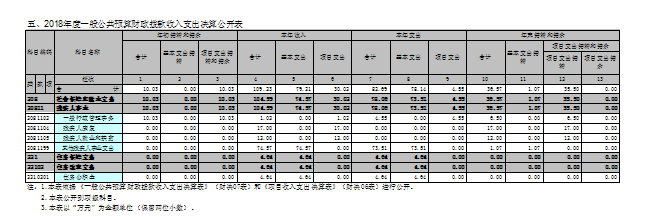 五、2018年度一般公共预算财政拨款收入支出决算公开表
科目编码 科目名称 年初结转和结余 本年收入 本年支出 年末结转和结余
合计 基本支出结转 项目支出结转和结余 合计 基本支出 项目支出 合计 基本支出 项目支出 合计 基本支出结转 项目支出结转和结余
类 款 项 栏次 1 2 3 4 5 6 7 8 9 10 11 12 13
合计 10.03 0.00 10.03 109.23 79.21 30.02 82.69 78.14 4.55 36.57 1.07 35.50 0.00
208 社会保障和就业支出 10.03 0.00 10.03 104.59 74.57 30.02 78.06 73.51 4.55 36.57 1.07 35.50 0.00
20811 残疾人事业 10.03 0.00 10.03 104.59 74.57 30.02 78.06 73.51 4.55 36.57 1.07 35.50 0.00
2081102 一般行政管理事务 10.03 0.00 10.03 1.02 0.00 1.02 4.55 0.00 4.55 6.50 0.00 6.50 0.00
2081104 残疾人康复 0.00 0.00 0.00 17.00 0.00 17.00 0.00 0.00 0.00 17.00 0.00 17.00 0.00
2081105 残疾人就业和扶贫 0.00 0.00 0.00 12.00 0.00 12.00 0.00 0.00 0.00 12.00 0.00 12.00 0.00
2081199 其他残疾人事业支出 0.00 0.00 0.00 74.57 74.57 0.00 73.51 73.51 0.00 1.07 1.07 0.00 0.00
221 住房保障支出 0.00 0.00 0.00 4.64 4.64 0.00 4.64 4.64 0.00 0.00 0.00 0.00 0.00
22102 住房改革支出 0.00 0.00 0.00 4.64 4.64 0.00 4.64 4.64 0.00 0.00 0.00 0.00 0.00
2210201 住房公积金 0.00 0.00 0.00 4.64 4.64 0.00 4.64 4.64 0.00 0.00 0.00 0.00 0.00
注：1.本表依据《一般公共预算财政拨款收入支出决算表》（财决07表）和《项目收入支出决算表》（财决06表）进行公开。
2.本表公开到项级科目。
3.本表以“万元”为金额单位（保留两位小数）。